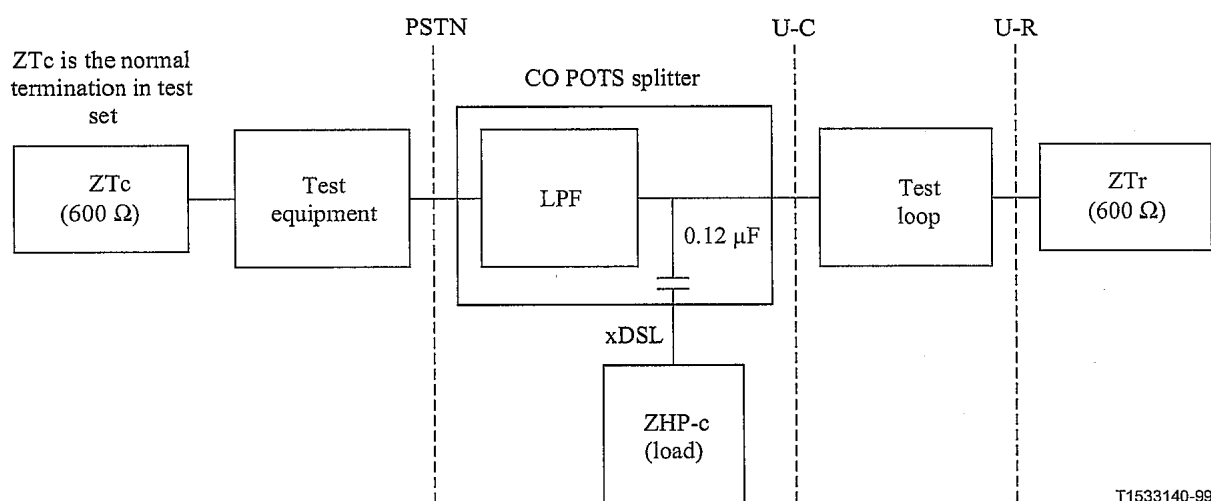 PSTN
U-C
U-R
ZTc is the normal
termination in test
set
CO POTS splitter
ZTc
(600 Ω)
Test
equipment
LPF
0.12 µF
Test
loop
ZTr
(600 Ω)
xDSL
ZHP-c
(load)
T1533140-99